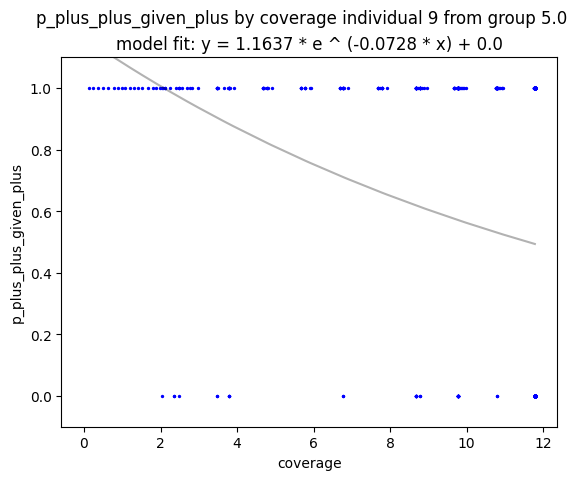 p_plus_plus_given_plus by coverage individual 9 from group 5.0
model fit: y = 1.1637 * e ^ (-0.0728 * x) + 0.0
1.0
0.8
0.6
0.4
0.2
0.0
p_plus_plus_given_plus
0 2 4 6 8 10 12
coverage